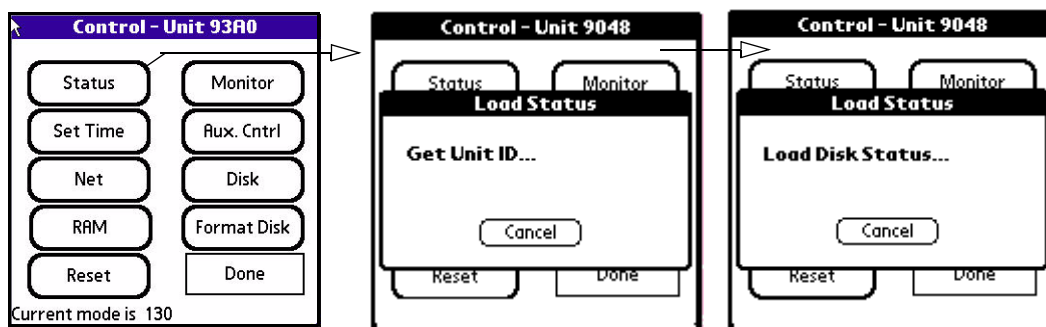 Control - Unit 93A0
Status Monitor
Set Time Aux. Cntrl
Net Disk
RAM Format Disk
Reset Done
Current mode is 130
Control - Unit 9048
Status Monitor
Load Status
Get Unit ID...
Cancel
Reset Done
Control - Unit 9048
Status Monitor
Load Status
Load Disk Status...
Cancel
Reset Done